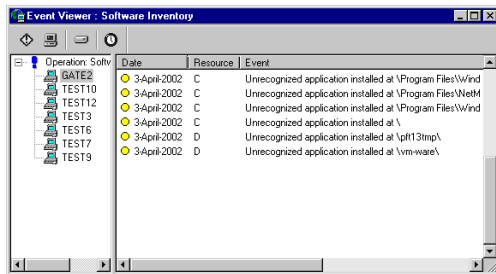 Event Viewer : Software Inventory
Operation: Softw
GATE2
TEST10
TEST12
TEST3
TEST6
TEST7
TEST9
Date Resource Event
3-April-2002 C Unrecognized application installed at \Program Files\Wind
3-April-2002 C Unrecognized application installed at \Program Files\NetM
3-April-2002 C Unrecognized application installed at \Program Files\Wind
3-April-2002 C Unrecognized application installed at \
3-April-2002 D Unrecognized application installed at \pft13tmp\
3-April-2002 D Unrecognized application installed at \vm-ware\